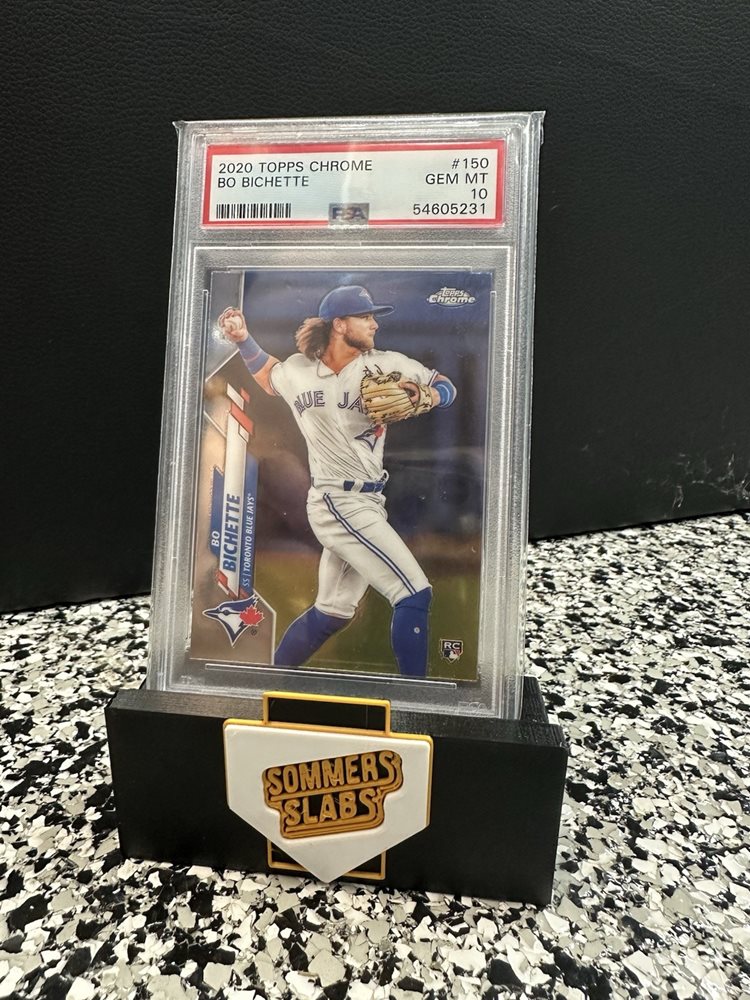 2020 TOPPS CHROME #150
BO BICHETTE GEM MT
10
PSA 54605231
Topps
Chrome
BLUE JA
BO
BICHETTE
SS | TORONTO BLUE JAYS®
RC
SOMMERS
SLABS